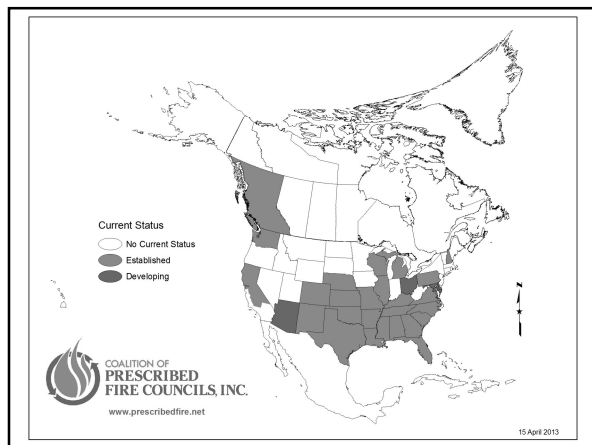 Current Status
No Current Status
Established
Developing
N
COALITION OF
PRESCRIBED
FIRE COUNCILS, INC.
www.prescribedfire.net
15 April 2013